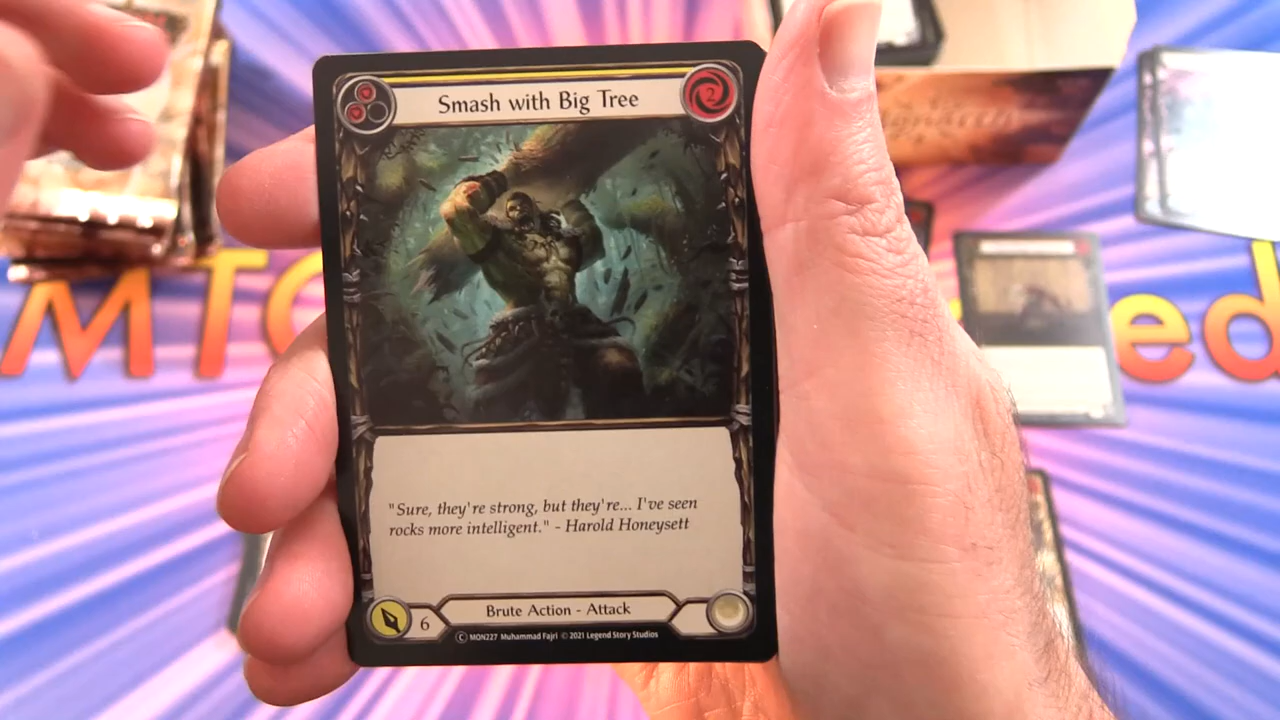 Smash with Big Tree
2
"Sure, they're strong, but they're... I've seen
rocks more intelligent." - Harold Honeysett
6
Brute Action - Attack
C MON227 Muhammad Fajri © 2021 Legend Story Studios
MTG
ed
Monarch